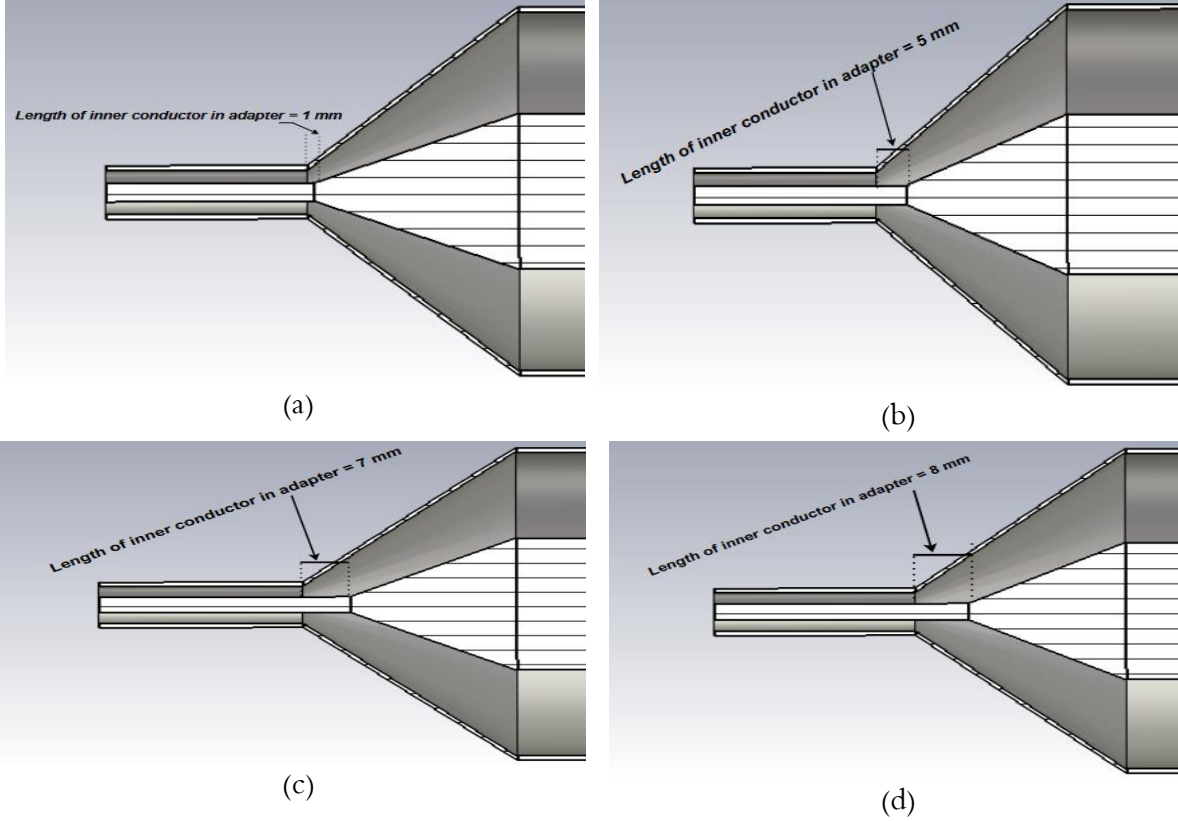 Length of inner conductor in adapter = 1 mm
(a)
Length of inner conductor in adapter = 5 mm
(b)
Length of inner conductor in adapter = 7 mm
(c)
Length of inner conductor in adapter = 8 mm
(d)